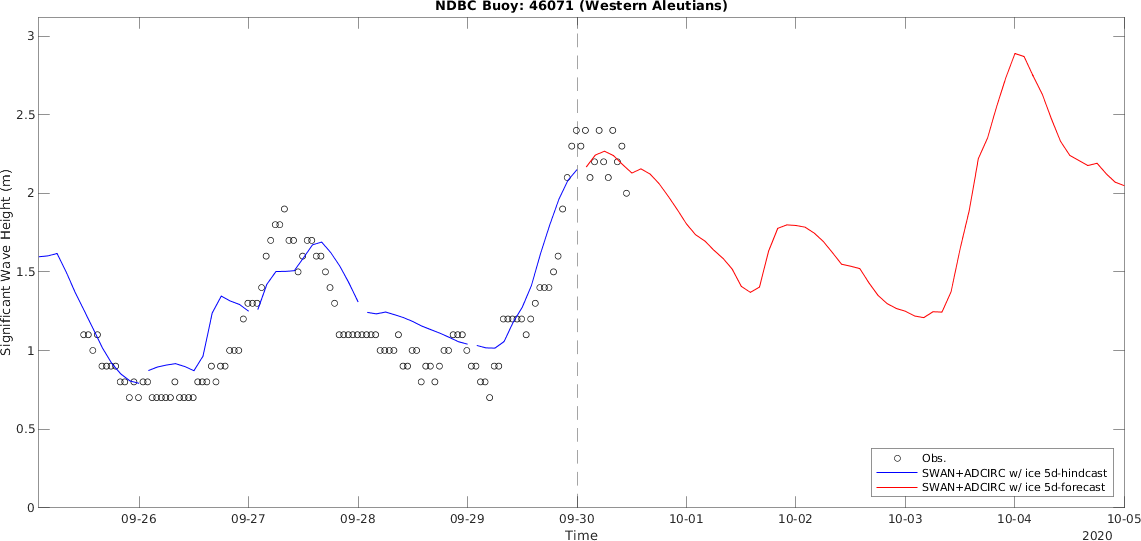 NDBC Buoy: 46071 (Western Aleutians)
Significant Wave Height (m)
3
2.5
2
1.5
1
0.5
0
09-26 09-27 09-28 09-29 09-30 10-01 10-02 10-03 10-04 10-05
Time
2020
Obs.
SWAN+ADCIRC w/ ice 5d-hindcast
SWAN+ADCIRC w/ ice 5d-forecast